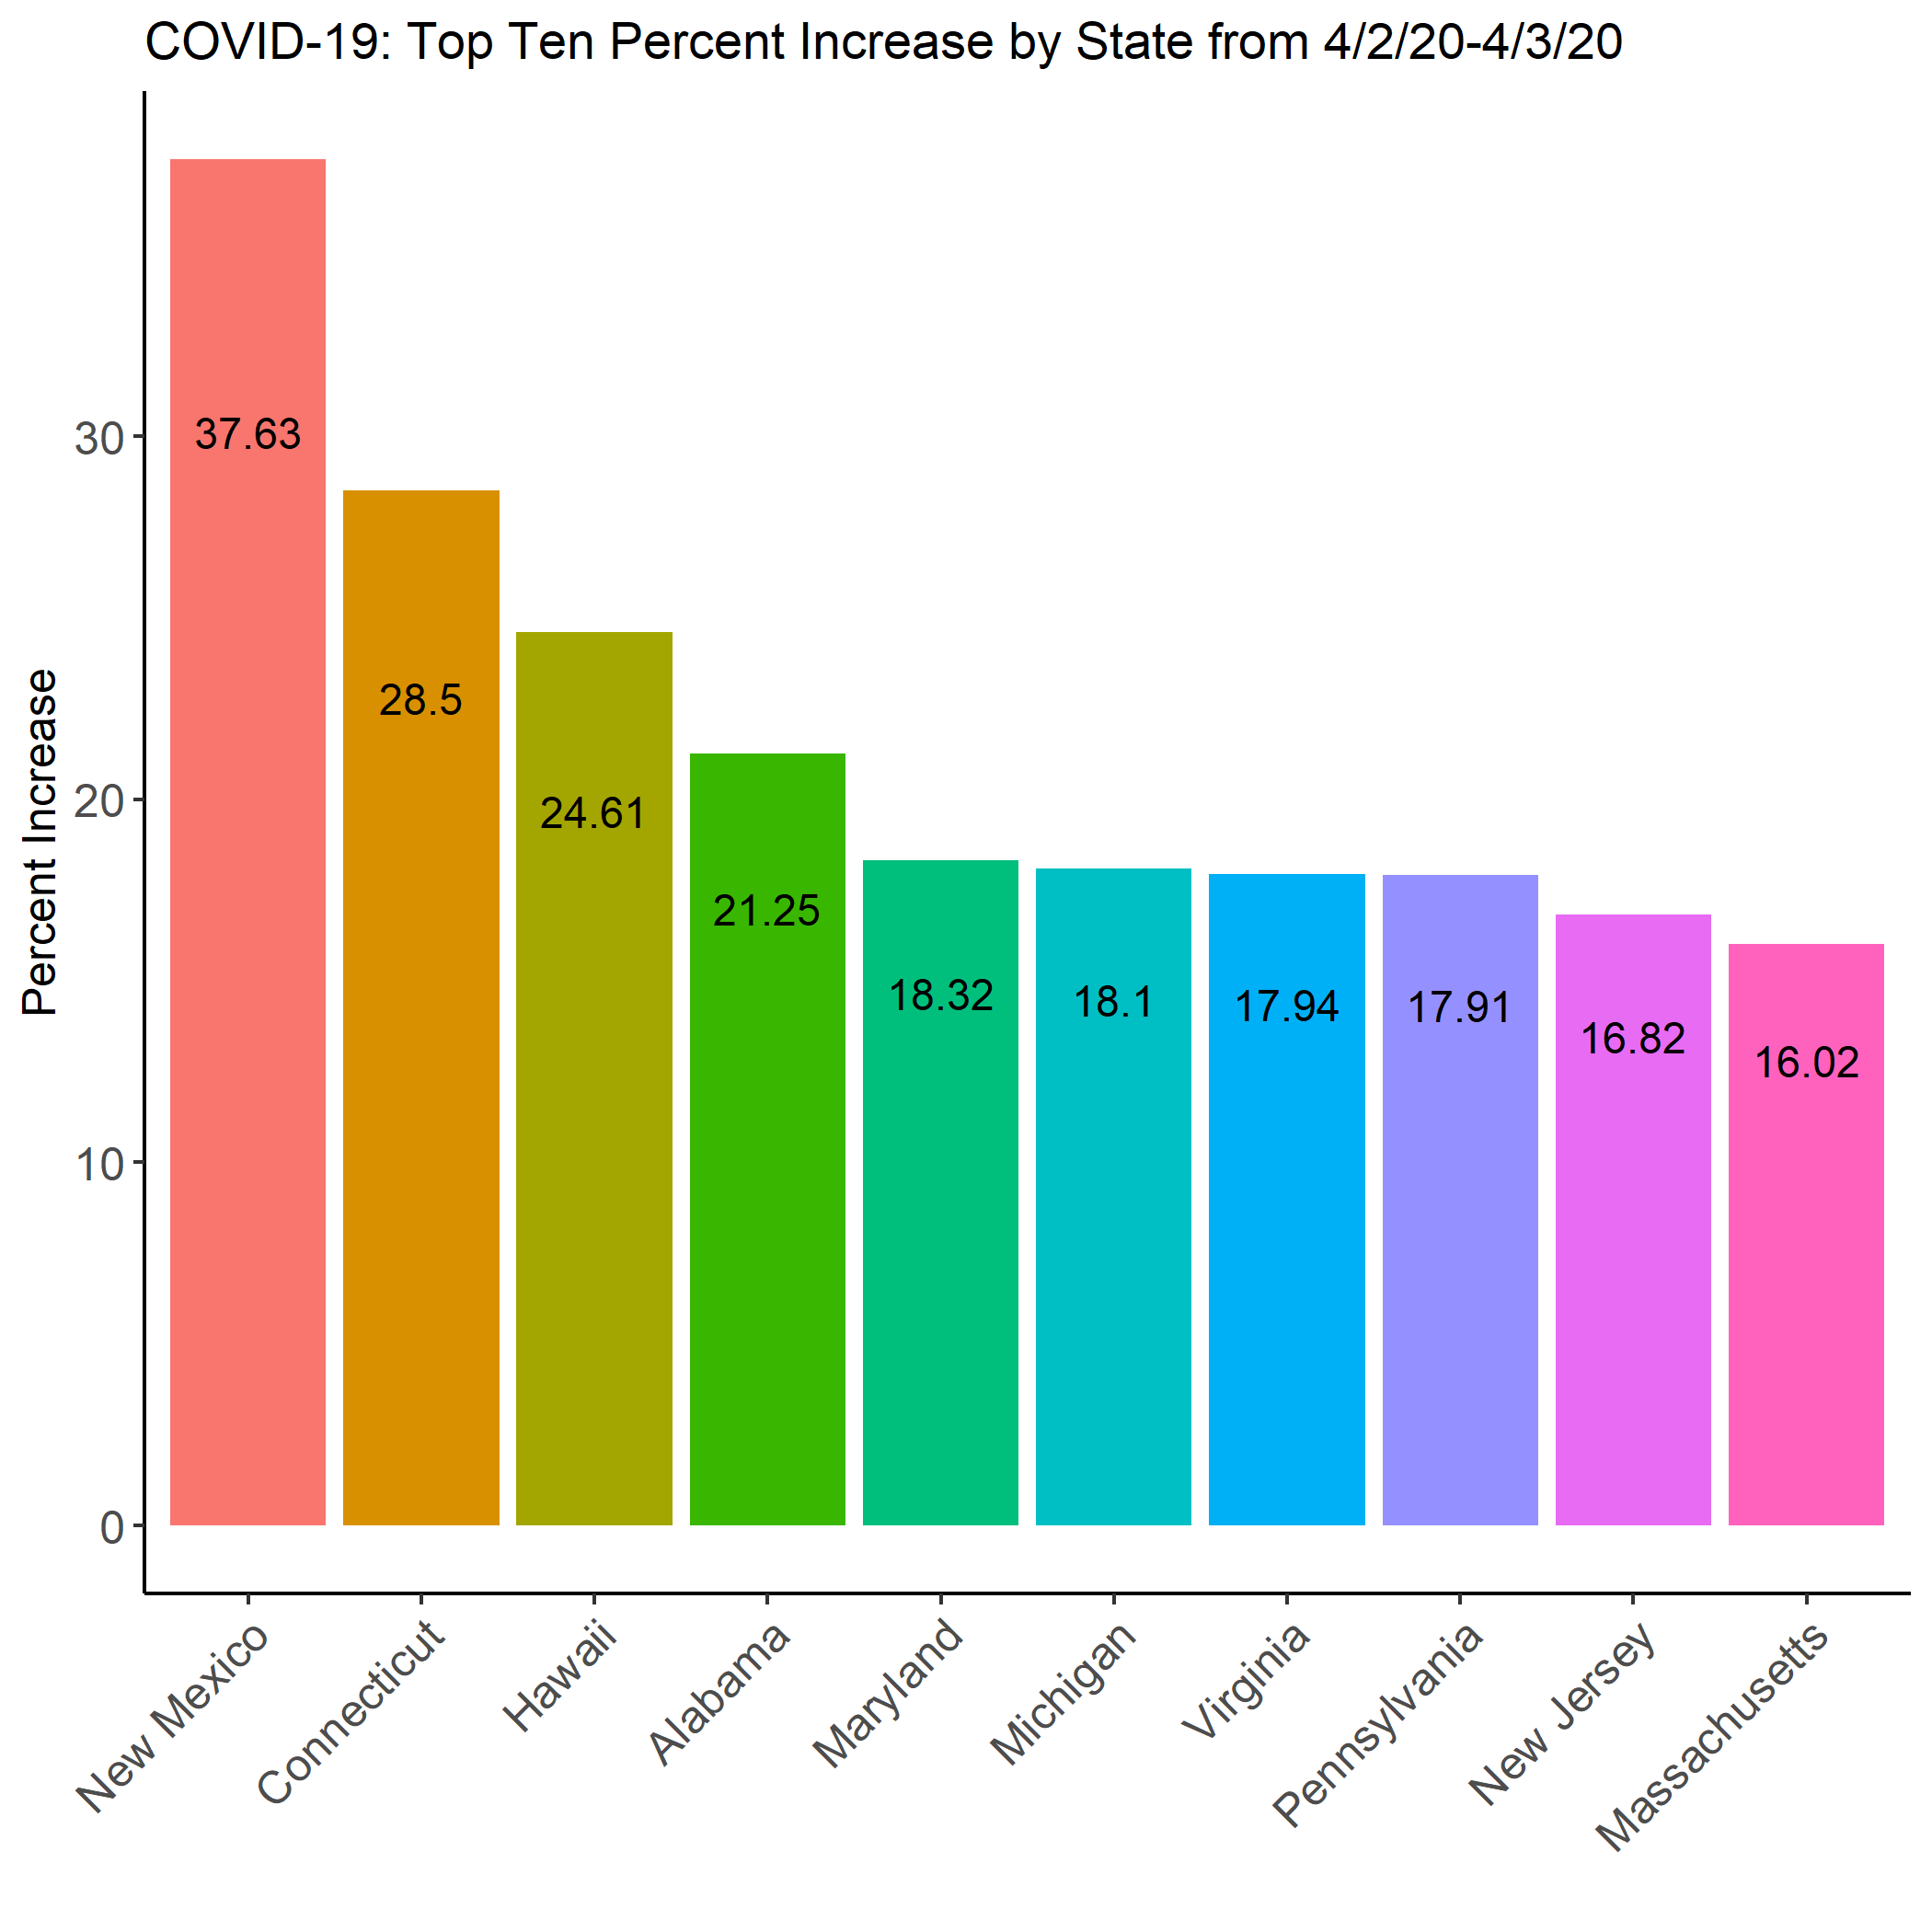 COVID-19: Top Ten Percent Increase by State from 4/2/20-4/3/20
Percent Increase
30
20
10
0
37.63
28.5
24.61
21.25
18.32
18.1
17.94
17.91
16.82
16.02
New Mexico
Connecticut
Hawaii
Alabama
Maryland
Michigan
Virginia
Pennsylvania
New Jersey
Massachusetts